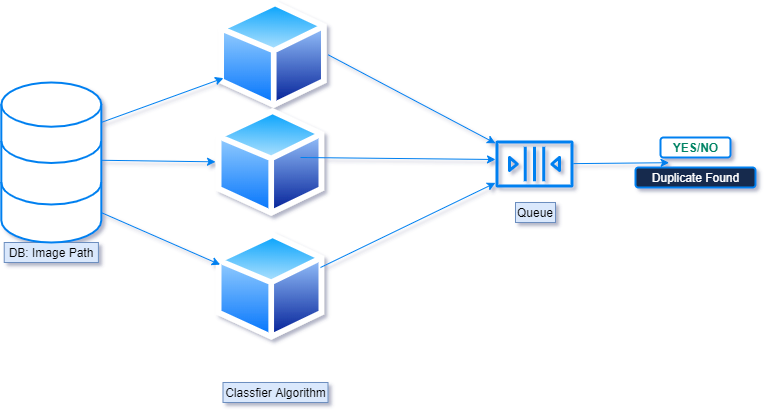 YES/NO
Duplicate Found
Queue
DB: Image Path
Classfier Algorithm